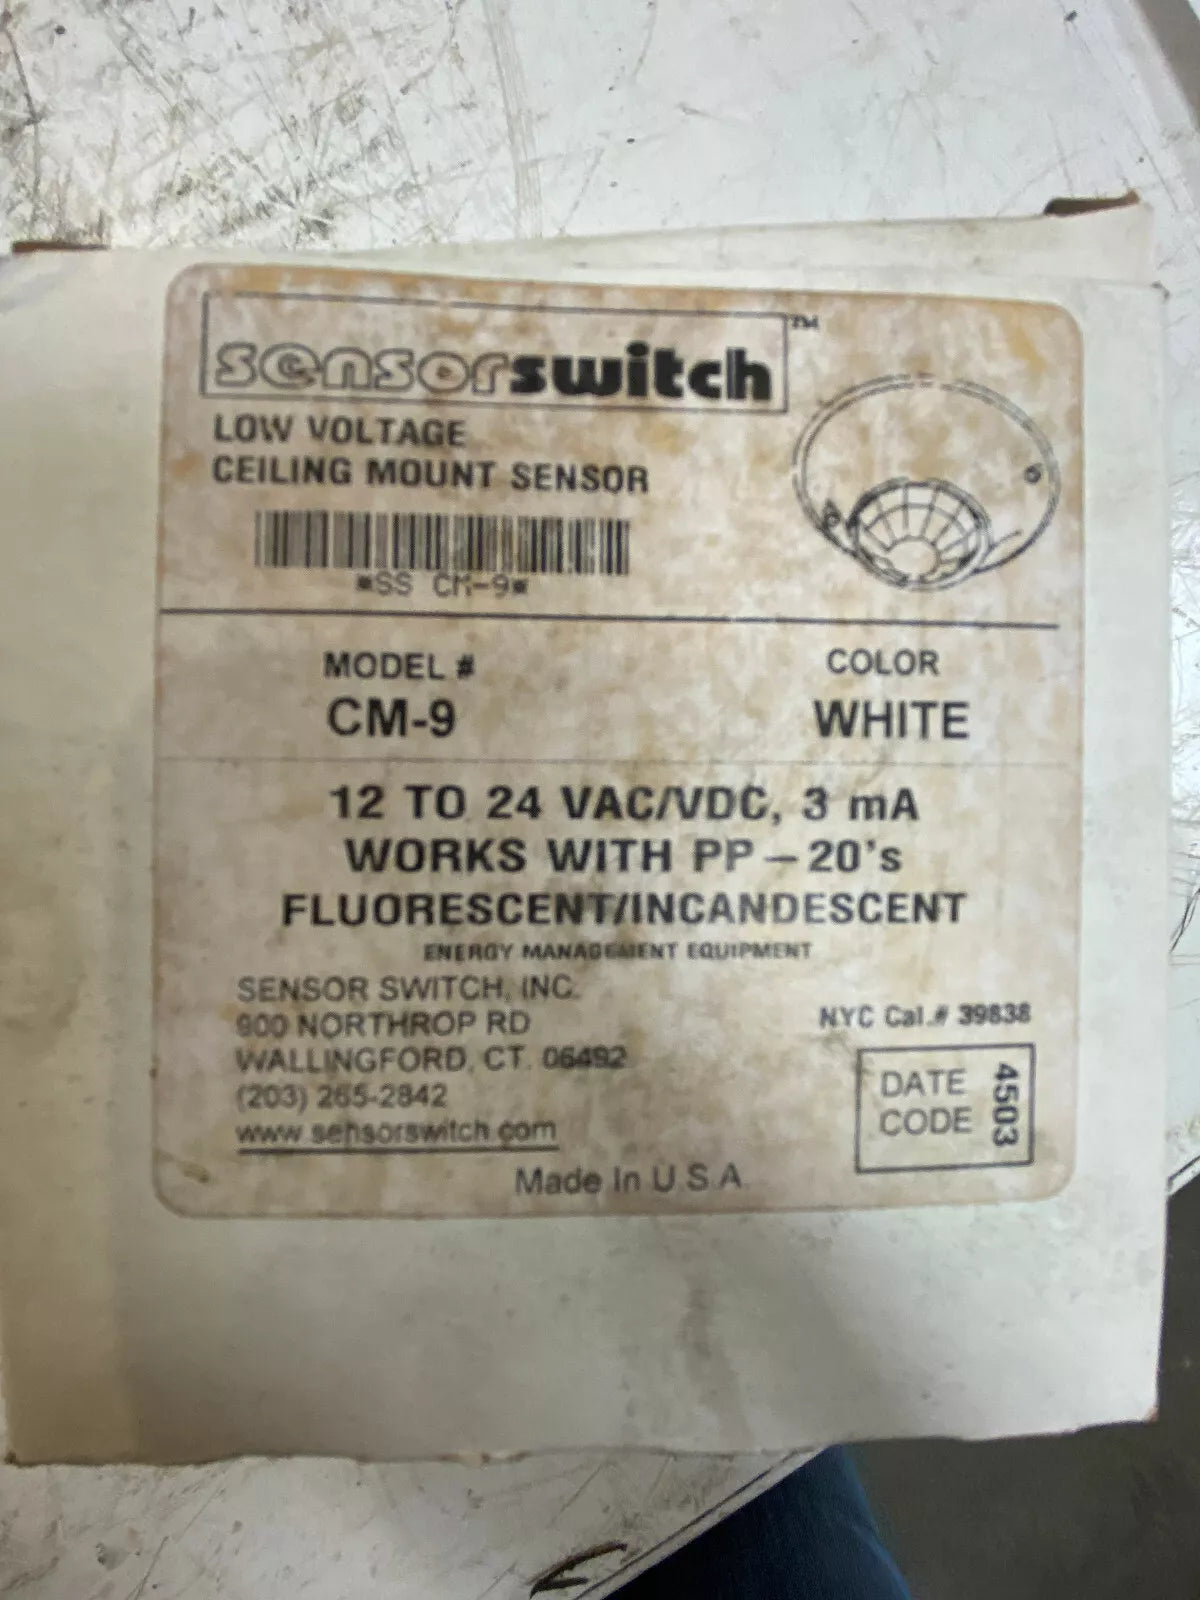 sensorswitch™
LOW VOLTAGE
CEILING MOUNT SENSOR
*SS CM-9*
MODEL #
COLOR
CM-9
WHITE
12 TO 24 VAC/VDC, 3 mA
WORKS WITH PP-20's
FLUORESCENT/INCANDESCENT
ENERGY MANAGEMENT EQUIPMENT
SENSOR SWITCH, INC.
900 NORTHROP RD
WALLINGFORD, CT. 06492
(203) 265-2842
www.sensorswitch.com
NYC Cal.# 39838
DATE CODE
4503
Made In U S A